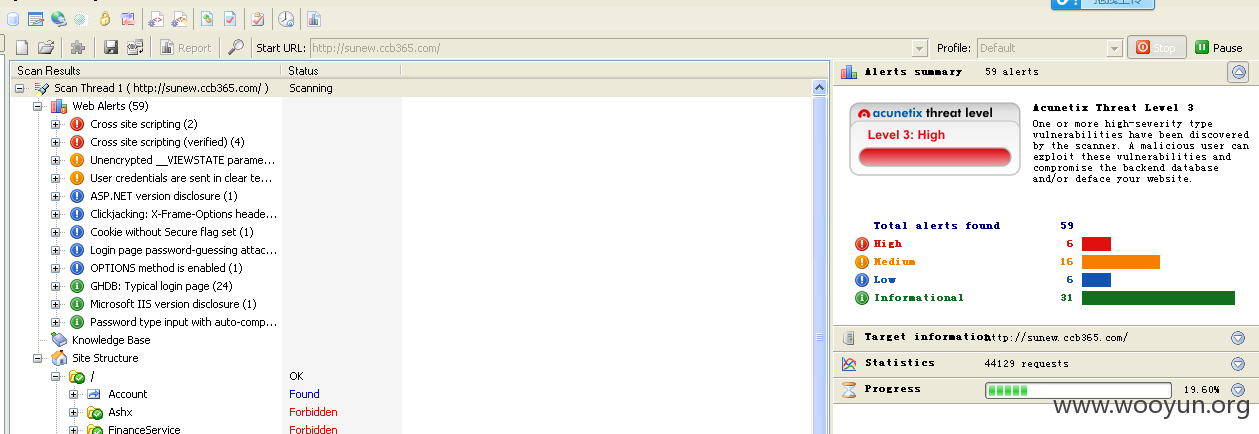 Report
Start URL: http://sunew.ccb365.com/
Profile: Default
Stop
Pause
Scan Results Status
Scan Thread 1 ( http://sunew.ccb365.com/ ) Scanning
Web Alerts (59)
Cross site scripting (2)
Cross site scripting (verified) (4)
Unencrypted __VIEWSTATE parame...
User credentials are sent in clear te...
ASP.NET version disclosure (1)
Clickjacking: X-Frame-Options heade...
Cookie without Secure flag set (1)
Login page password-guessing attac...
OPTIONS method is enabled (1)
GHDB: Typical login page (24)
Microsoft IIS version disclosure (1)
Password type input with auto-comp...
Knowledge Base
Site Structure
/ OK
Account Found
Ashx Forbidden
FinanceService Forbidden
Alerts summary 59 alerts
acunetix threat level
Level 3: High
Acunetix Threat Level 3
One or more high-severity type
vulnerabilities have been discovered
by the scanner. A malicious user can
exploit these vulnerabilities and
compromise the backend database
and/or deface your website.
Total alerts found 59
High 6
Medium 16
Low 6
Informational 31
Target information http://sunew.ccb365.com/
Statistics 44129 requests
Progress 19.60%
www.wooyun.org